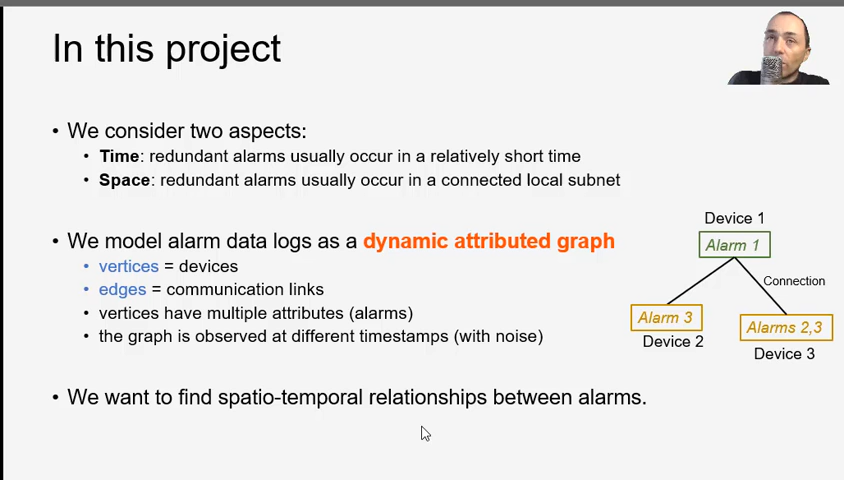 In this project
• We consider two aspects:
• Time: redundant alarms usually occur in a relatively short time
• Space: redundant alarms usually occur in a connected local subnet
• We model alarm data logs as a dynamic attributed graph
• vertices = devices
• edges = communication links
• vertices have multiple attributes (alarms)
• the graph is observed at different timestamps (with noise)
• We want to find spatio-temporal relationships between alarms.
Device 1
Alarm 1
Connection
Alarm 3
Device 2
Alarms 2,3
Device 3